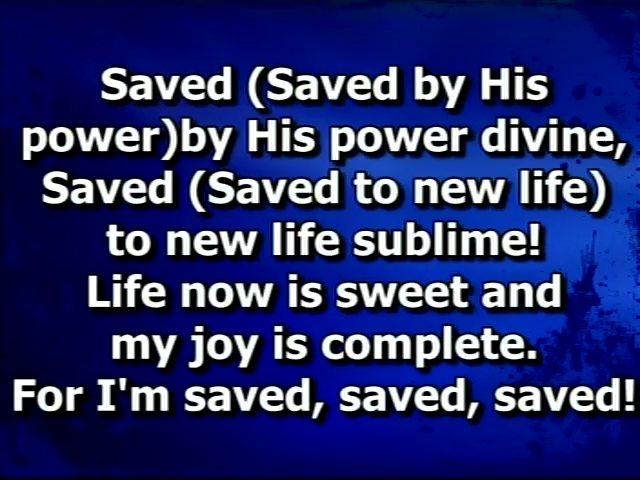 Saved (Saved by His
power)by His power divine,
Saved (Saved to new life)
to new life sublime!
Life now is sweet and
my joy is complete.
For I'm saved, saved, saved!